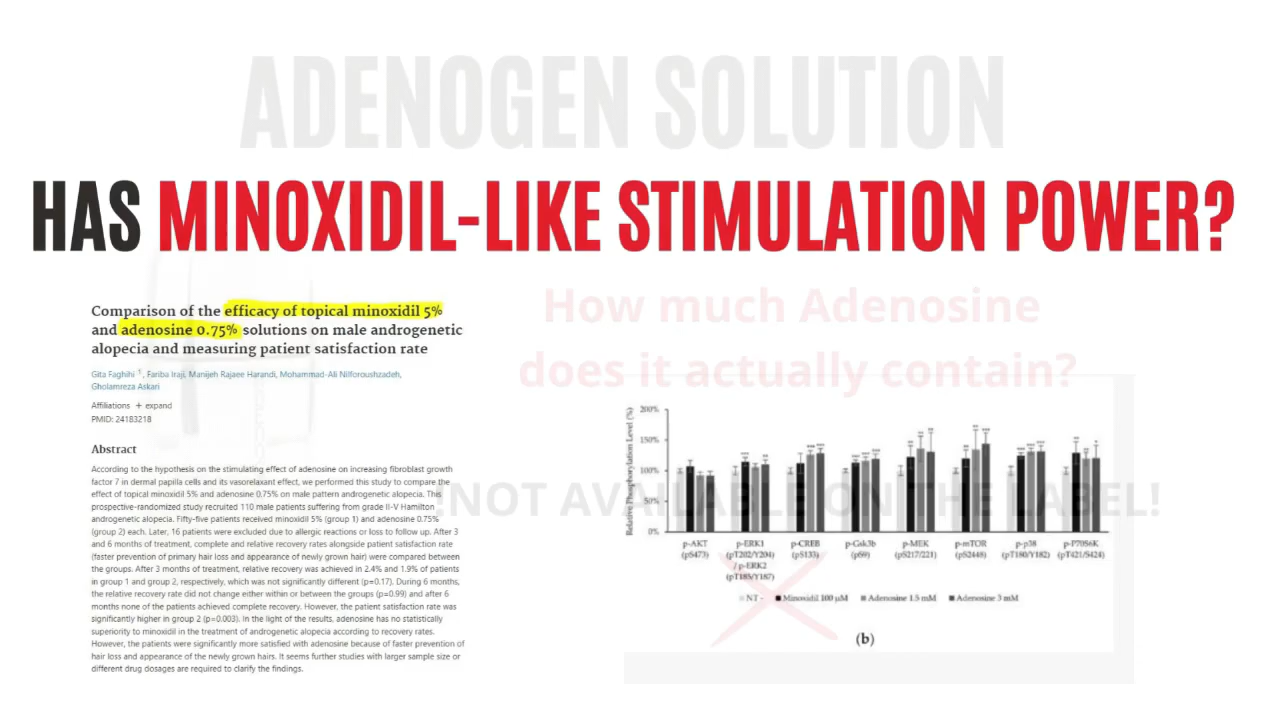 ADENOGEN SOLUTION
HAS MINOXIDIL-LIKE STIMULATION POWER?
How much Adenosine
does it actually contain?
!NOT AVAILABLE ON THE LABEL!
Comparison of the efficacy of topical minoxidil 5%
and adenosine 0.75% solutions on male androgenetic
alopecia and measuring patient satisfaction rate
Gita Faghihi 1, Fariba Iraji, Manijeh Rajaee Harandi, Mohammad-Ali Nilforoushzadeh,
Gholamreza Askari
Affiliations + expand
PMID: 24183218
Abstract
According to the hypothesis on the stimulating effect of adenosine on increasing fibroblast growth
factor 7 in dermal papilla cells and its vasorelaxant effect, we performed this study to compare the
effect of topical minoxidil 5% and adenosine 0.75% on male pattern androgenetic alopecia. This
prospective-randomized study recruited 110 male patients suffering from grade II-V Hamilton
androgenetic alopecia. Fifty-five patients received minoxidil 5% (group 1) and adenosine 0.75%
(group 2) each. Later, 16 patients were excluded due to allergic reactions or loss to follow up. After 3
and 6 months of treatment, complete and relative recovery rates alongside patient satisfaction rate
(faster prevention of primary hair loss and appearance of newly grown hair) were compared between
the groups. After 3 months of treatment, relative recovery was achieved in 2.4% and 1.9% of patients
in group 1 and group 2, respectively, which was not significantly different (p=0.17). During 6 months,
the relative recovery rate did not change either within or between the groups (p=0.99) and after 6
months none of the patients achieved complete recovery. However, the patient satisfaction rate was
significantly higher in group 2 (p=0.003). In the light of the results, adenosine has no statistically
superiority to minoxidil in the treatment of androgenetic alopecia according to recovery rates.
However, the patients were significantly more satisfied with adenosine because of faster prevention of
hair loss and appearance of the newly grown hairs. It seems further studies with larger sample size or
different drug dosages are required to clarify the findings.
Relative Phosphorylation Level (%)
200%
150%
100%
50%
0%
p-AKT p-ERK1 p-CREB p-Gsk3b p-MEK p-mTOR p-p38 p-P70S6K
(pS473) (pT202/Y204) (pS133) (pS9) (pS217/221) (pS2448) (pT180/Y182) (pT421/S424)
/ p-ERK2
(pT185/Y187)
NT - Minoxidil 100 µM Adenosine 1.5 mM Adenosine 3 mM
(b)